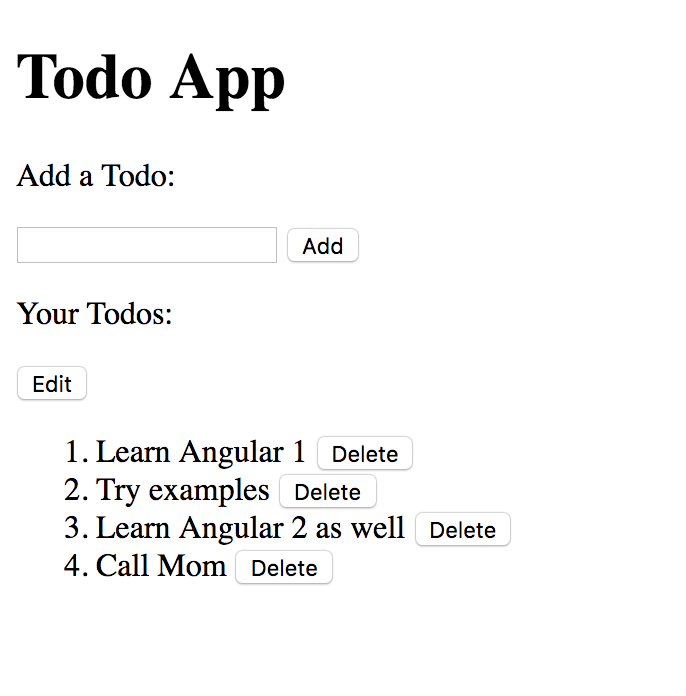 Todo App
Add a Todo:
Add
Your Todos:
Edit
1. Learn Angular 1 Delete
2. Try examples Delete
3. Learn Angular 2 as well Delete
4. Call Mom Delete